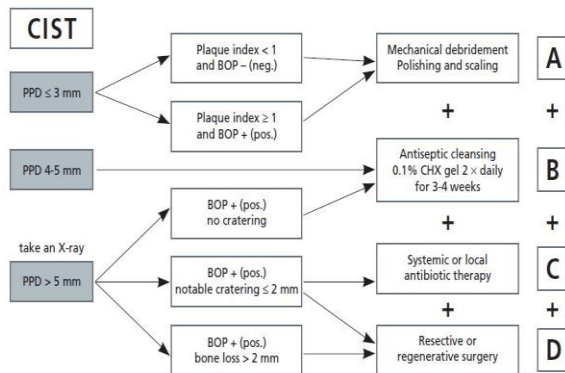 CIST
PPD ≤ 3 mm
Plaque index < 1
and BOP – (neg.)
Mechanical debridement
Polishing and scaling
A
Plaque index ≥ 1
and BOP + (pos.)
+
+
PPD 4-5 mm
Antiseptic cleansing
0.1% CHX gel 2 × daily
for 3-4 weeks
B
BOP + (pos.)
no cratering
+
+
take an X-ray
PPD > 5 mm
BOP + (pos.)
notable cratering ≤ 2 mm
Systemic or local
antibiotic therapy
C
+
+
BOP + (pos.)
bone loss > 2 mm
Resective or
regenerative surgery
D